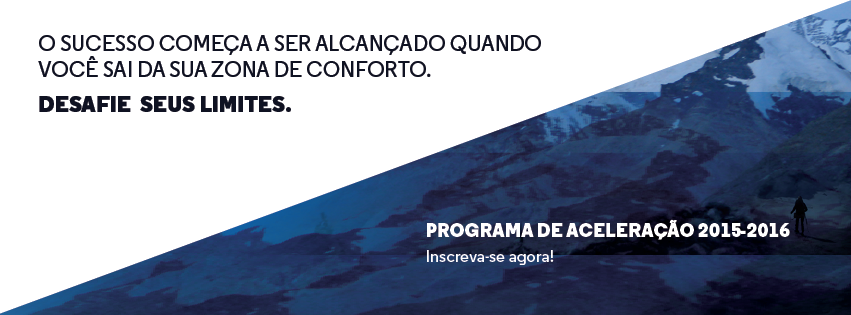 O SUCESSO COMEÇA A SER ALCANÇADO QUANDO
VOCÊ SAI DA SUA ZONA DE CONFORTO.
DESAFIE SEUS LIMITES.
PROGRAMA DE ACELERAÇÃO 2015-2016
Inscreva-se agora!